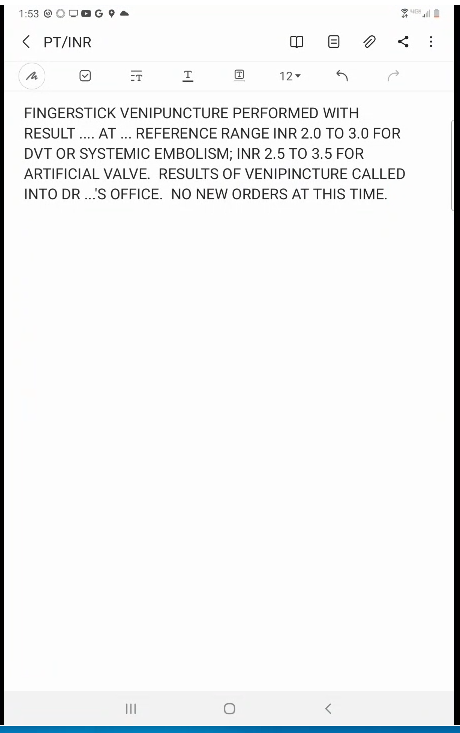 1:53
PT/INR
12
FINGERSTICK VENIPUNCTURE PERFORMED WITH
RESULT .... AT ... REFERENCE RANGE INR 2.0 TO 3.0 FOR
DVT OR SYSTEMIC EMBOLISM; INR 2.5 TO 3.5 FOR
ARTIFICIAL VALVE.  RESULTS OF VENIPINCTURE CALLED
INTO DR ...'S OFFICE.  NO NEW ORDERS AT THIS TIME.